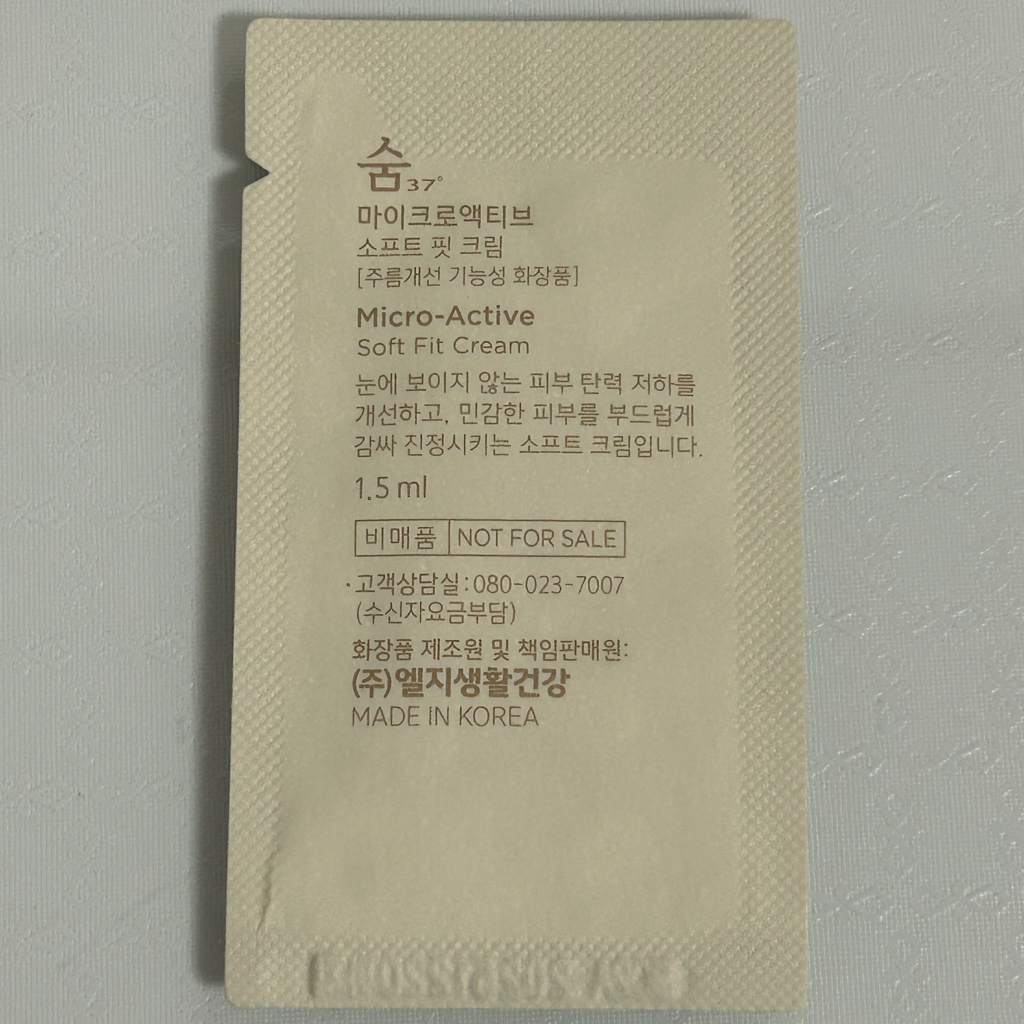 숨37°
마이크로액티브
소프트 핏 크림
[주름개선 기능성 화장품]
Micro-Active
Soft Fit Cream
눈에 보이지 않는 피부 탄력 저하를
개선하고, 민감한 피부를 부드럽게
감싸 진정시키는 소프트 크림입니다.
1.5 ml
비매품 NOT FOR SALE
·고객상담실:080-023-7007
(수신자요금부담)
화장품 제조원 및 책임판매원:
(주)엘지생활건강
MADE IN KOREA